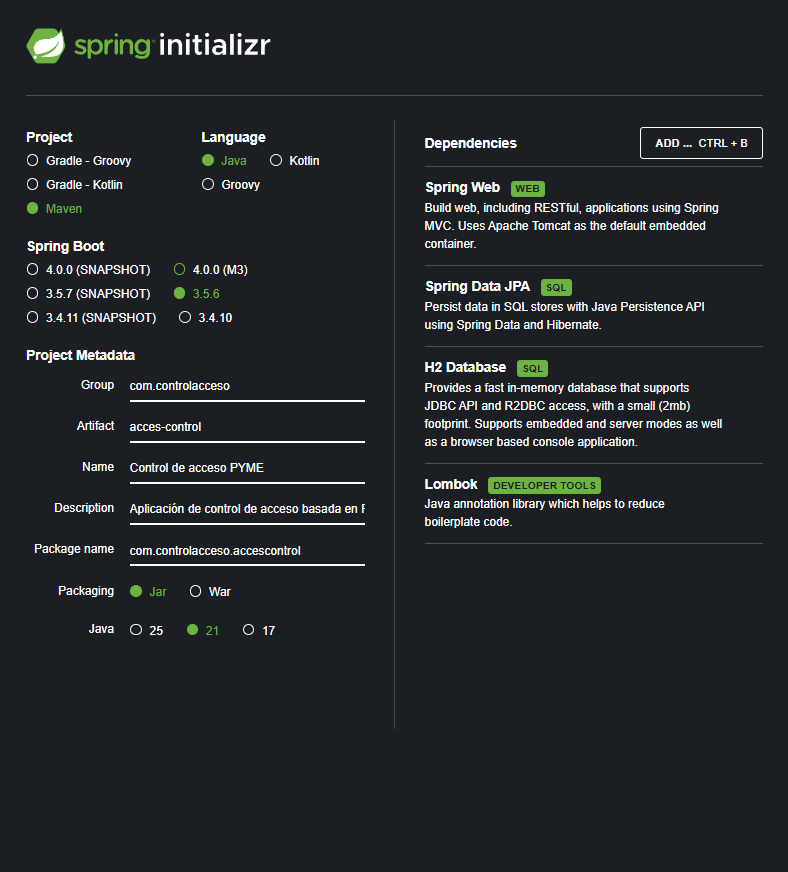 spring initializr
Project
Gradle - Groovy
Gradle - Kotlin
Maven
Language
Java Kotlin
Groovy
Spring Boot
4.0.0 (SNAPSHOT) 4.0.0 (M3)
3.5.7 (SNAPSHOT) 3.5.6
3.4.11 (SNAPSHOT) 3.4.10
Project Metadata
Group com.controlacceso
Artifact acces-control
Name Control de acceso PYME
Description Aplicación de control de acceso basada en
Package name com.controlacceso.accescontrol
Packaging Jar War
Java 25 21 17
Dependencies ADD ... CTRL + B
Spring Web WEB
Build web, including RESTful, applications using Spring
MVC. Uses Apache Tomcat as the default embedded
container.
Spring Data JPA SQL
Persist data in SQL stores with Java Persistence API
using Spring Data and Hibernate.
H2 Database SQL
Provides a fast in-memory database that supports
JDBC API and R2DBC access, with a small (2mb)
footprint. Supports embedded and server modes as well
as a browser based console application.
Lombok DEVELOPER TOOLS
Java annotation library which helps to reduce
boilerplate code.